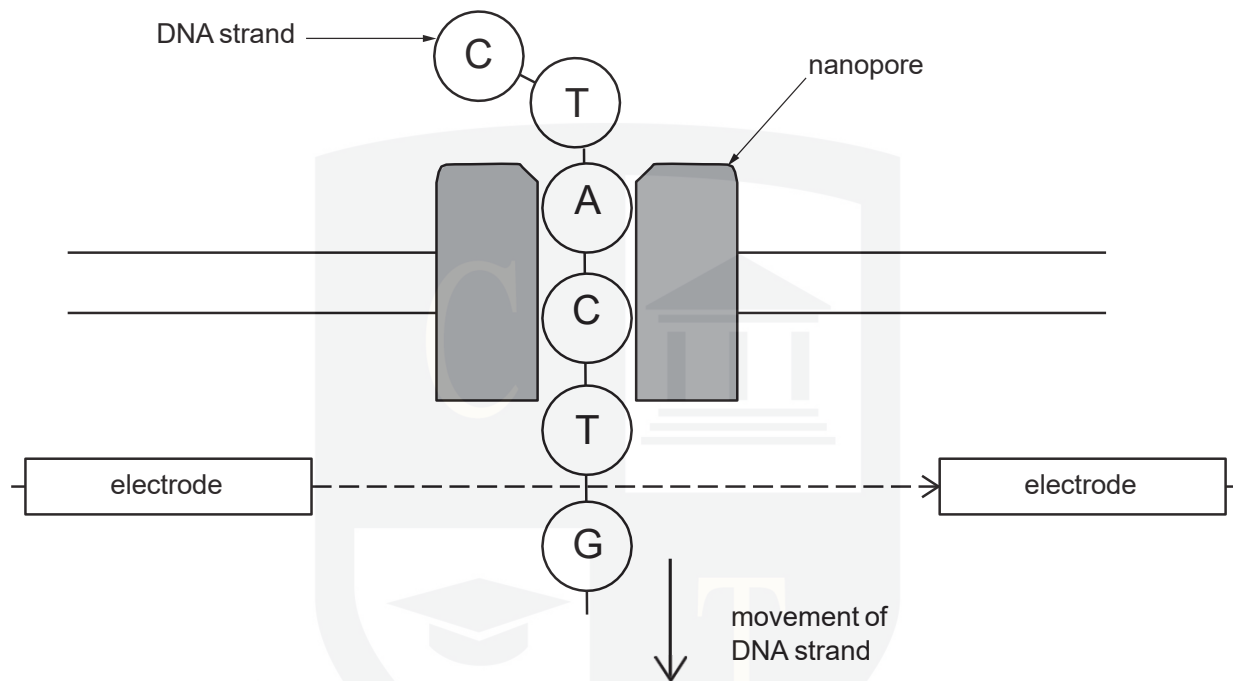 DNA strand
C
T
nanopore
A
C
T
electrode
electrode
G
movement of
DNA strand
C
T